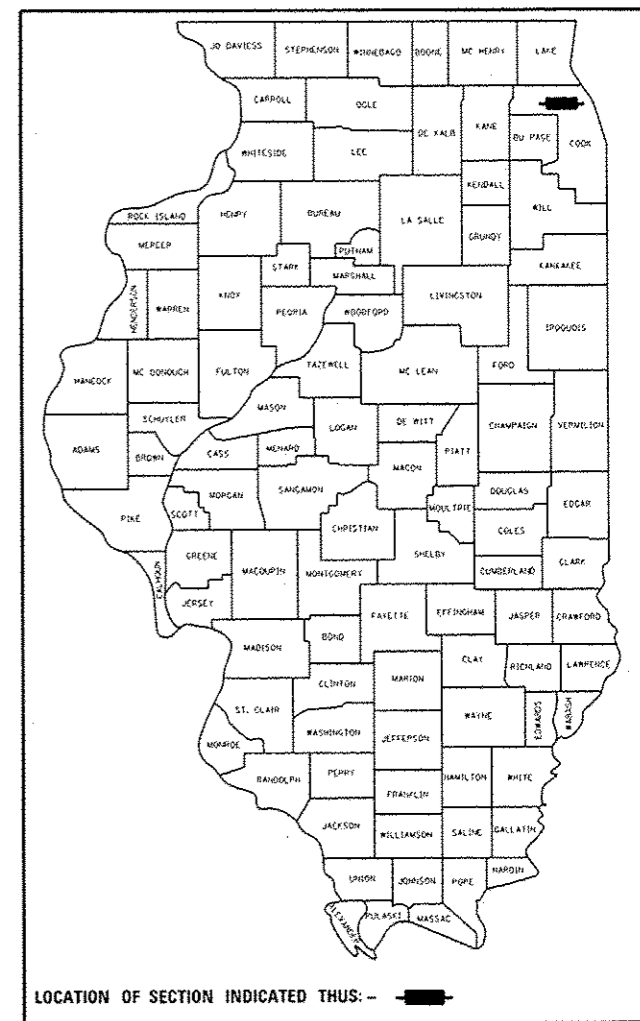 JO DAVIESS STEPHENSON WINNEBAGO BOONE MC HENRY LAKE
CARROLL OGLE DE KALB KANE DU PAGE COOK
WHITESIDE LEE KENDALL WILL
ROCK ISLAND HENRY BUREAU LA SALLE GRUNDY
MERCER PUTNAM KANKAKEE
STARK MARSHALL
HENDERSON WARREN KNOX PEORIA WOODFORD LIVINGSTON IROQUOIS
HANCOCK MC DONOUGH FULTON TAZEWELL MC LEAN FORD
MASON
SCHUYLER LOGAN DE WITT CHAMPAIGN VERMILION
ADAMS BROWN CASS MENARD MACON PIATT
MORGAN SANGAMON DOUGLAS EDGAR
PIKE SCOTT CHRISTIAN MOULTRIE COLES
GREENE SHELBY
CALHOUN MACOUPIN MONTGOMERY CUMBERLAND CLARK
JERSEY FAYETTE EFFINGHAM JASPER CRAWFORD
MADISON BOND
CLAY RICHLAND LAWRENCE
CLINTON MARION
ST. CLAIR WAYNE EDWARDS WABASH
WASHINGTON JEFFERSON
MONROE
RANDOLPH PERRY HAMILTON WHITE
FRANKLIN
JACKSON WILLIAMSON SALINE GALLATIN
UNION JOHNSON POPE HARDIN
ALEXANDER PULASKI MASSAC
LOCATION OF SECTION INDICATED THUS: -